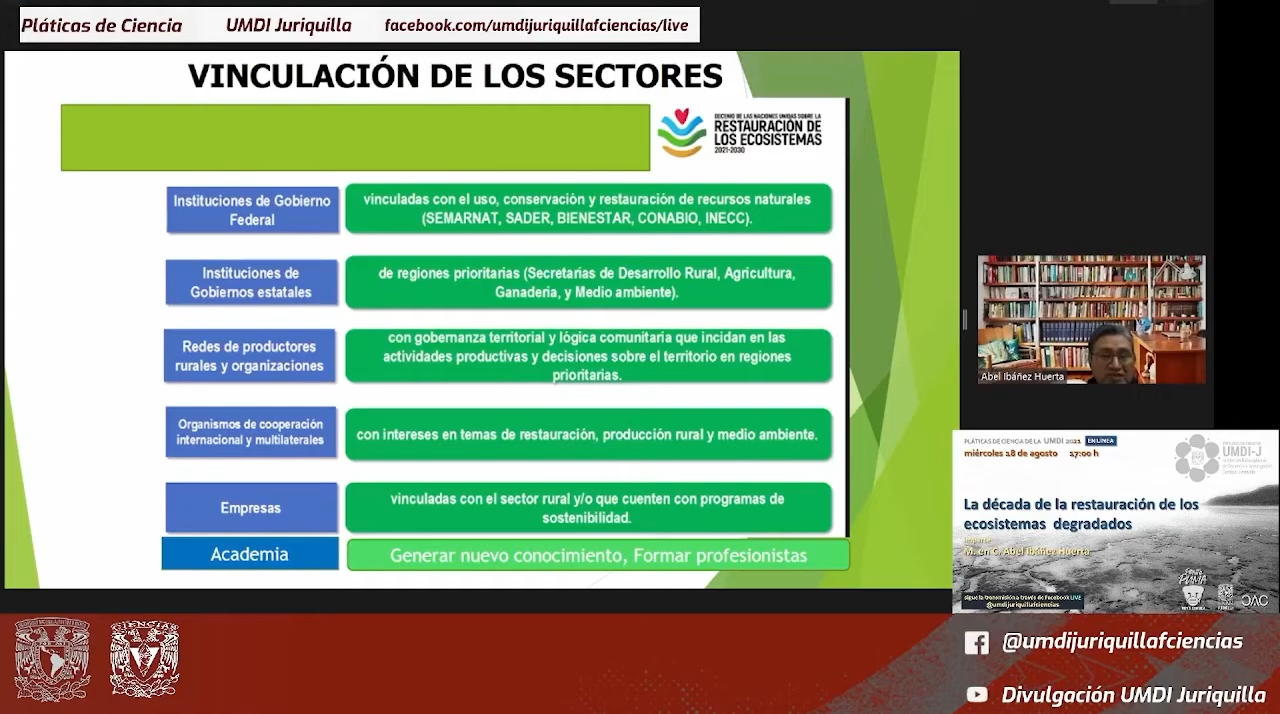 Pláticas de Ciencia UMDI Juriquilla facebook.com/umdijuriquillafciencias/live
VINCULACIÓN DE LOS SECTORES
DECENIO DE LAS NACIONES UNIDAS SOBRE LA
RESTAURACIÓN DE
LOS ECOSISTEMAS
2021-2030
Instituciones de Gobierno
Federal
vinculadas con el uso, conservación y restauración de recursos naturales
(SEMARNAT, SADER, BIENESTAR, CONABIO, INECC).
Instituciones de
Gobiernos estatales
de regiones prioritarias (Secretarías de Desarrollo Rural, Agricultura,
Ganadería, y Medio ambiente).
Redes de productores
rurales y organizaciones
con gobernanza territorial y lógica comunitaria que incidan en las
actividades productivas y decisiones sobre el territorio en regiones
prioritarias.
Organismos de cooperación
internacional y multilaterales
con intereses en temas de restauración, producción rural y medio ambiente.
Empresas
vinculadas con el sector rural y/o que cuenten con programas de
sostenibilidad.
Academia
Generar nuevo conocimiento, Formar profesionistas
Abel Ibáñez Huerta
PLÁTICAS DE CIENCIA DE LA UMDI 2021 EN LÍNEA
miércoles 18 de agosto 17:00 h
UMDI-J
La década de la restauración de los
ecosistemas degradados
Imparte
M. en C. Abel Ibáñez Huerta
sigue la transmisión a través de Facebook LIVE
@umdijuriquillafciencias
CIENCIAS
@umdijuriquillafciencias
Divulgación UMDI Juriquilla